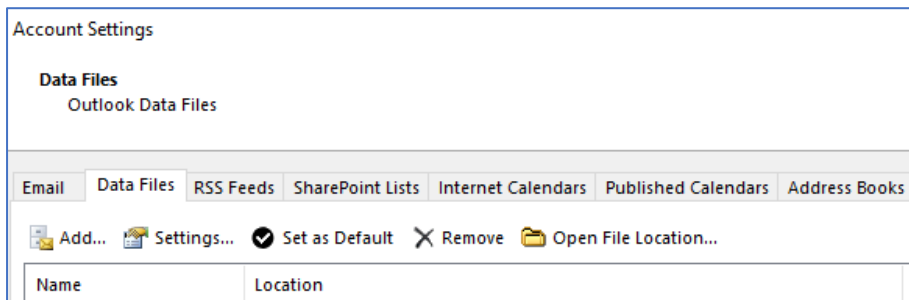 Account Settings
Data Files
Outlook Data Files
Email Data Files RSS Feeds SharePoint Lists Internet Calendars Published Calendars Address Books
Add... Settings... Set as Default Remove Open File Location...
Name Location